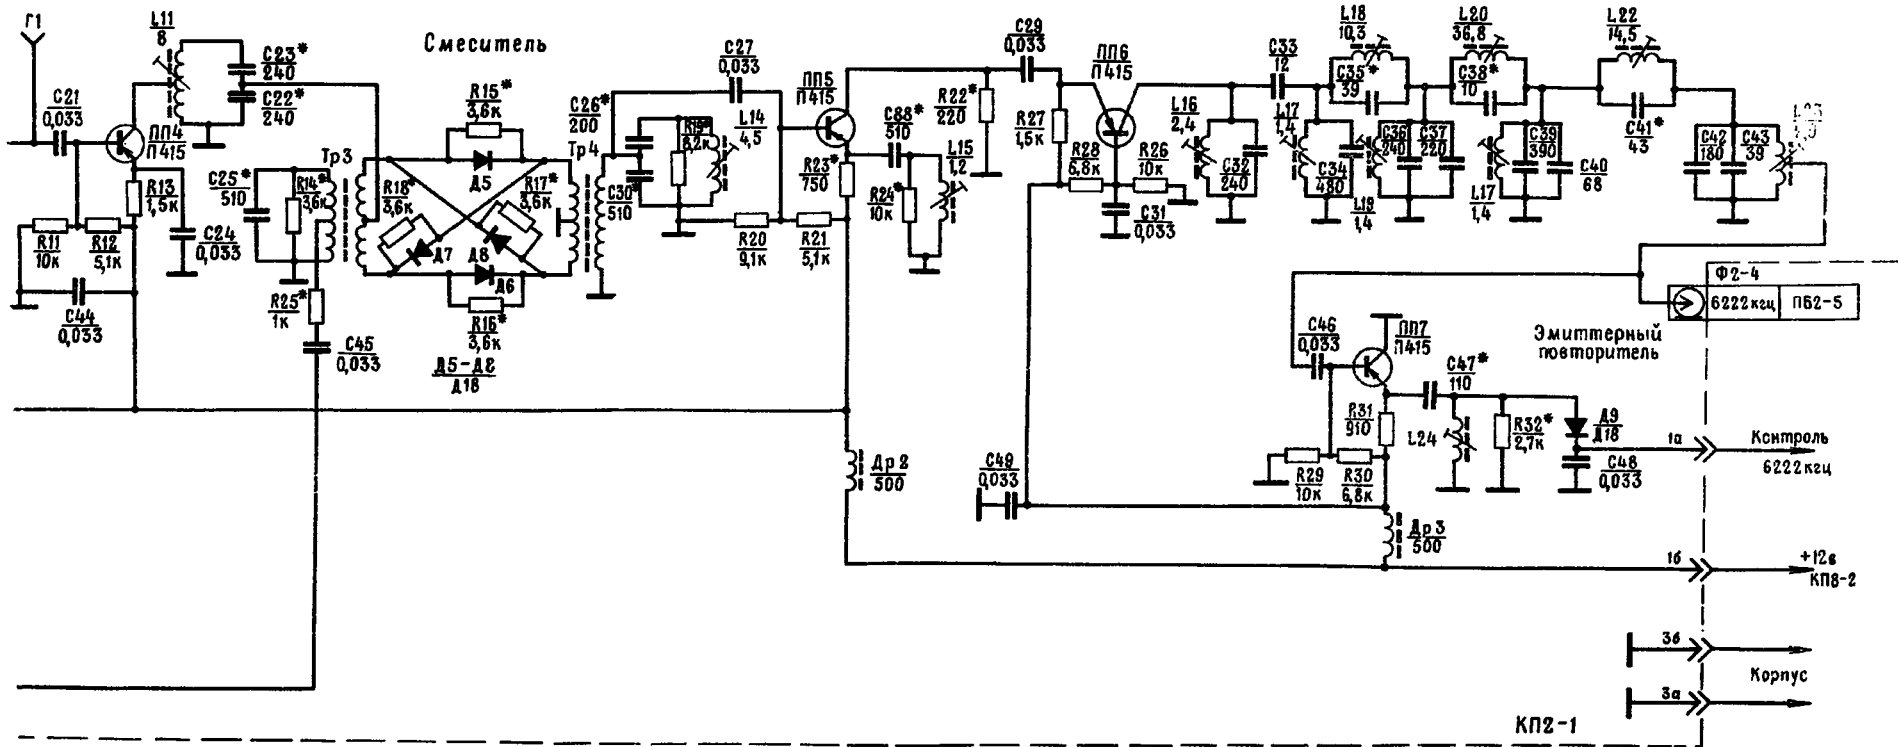 Г1
L11
8
C23*
240
C22*
240
C21
0,033
ПП4
П415
R13
1,5к
R11
10к
R12
5,1к
C24
0,033
C44
0,033
Смеситель
C25*
510
R14*
3,6к
Тр3
R18*
3,6к
R15*
3,6к
Д5
R17*
3,6к
Д7
Д8
Д6
R16*
3,6к
Д5-Д8
Д18
R25*
1к
C45
0,033
Тр4
C26*
200
C30*
510
R19*
8,2к
L14
4,5
C27
0,033
ПП5
П415
R20
9,1к
R21
5,1к
R23*
750
C88*
510
R24*
10к
L15
1,2
R22*
220
C29
0,033
R27
1,5к
ПП6
П415
R28
6,8к
R26
10к
C31
0,033
L16
2,4
C32
240
C33
12
L17
1,4
C34
480
L18
10,3
C35*
39
L19
1,4
C36
240
C37
220
L20
36,8
C38*
10
L17
1,4
C39
390
C40
68
L22
14,5
C41*
43
C42
180
C43
39
Ф2-4
6222кгц
ПБ2-5
Эмиттерный
повторитель
C46
0,033
ПП7
П415
C47*
110
R31
910
L24
R32*
2,7к
Д9
Д18
C48
0,033
R29
10к
R30
6,8к
C49
0,033
Др2
500
Др3
500
1а
Контроль
6222кгц
1б
+12в
КП8-2
3в
Корпус
3а
КП2-1